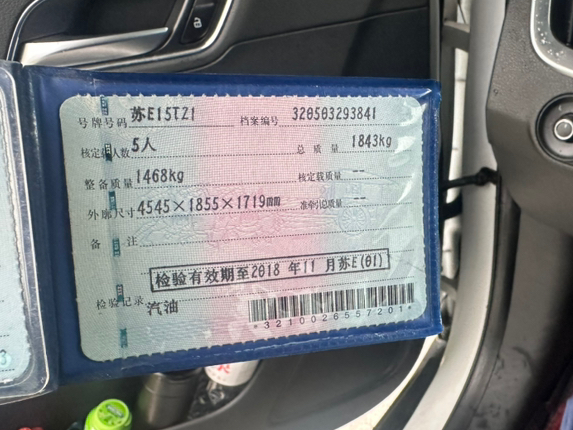 号牌号码 苏E15TZ1 档案编号 320503293841
核定载人数 5人 总质量 1843kg
整备质量 1468kg 核定载质量 --
外廓尺寸 4545×1855×1719mm 准牵引总质量 --
备注
检验有效期至2018 年11 月苏E(01)
检验记录 汽油
*3210026557201*